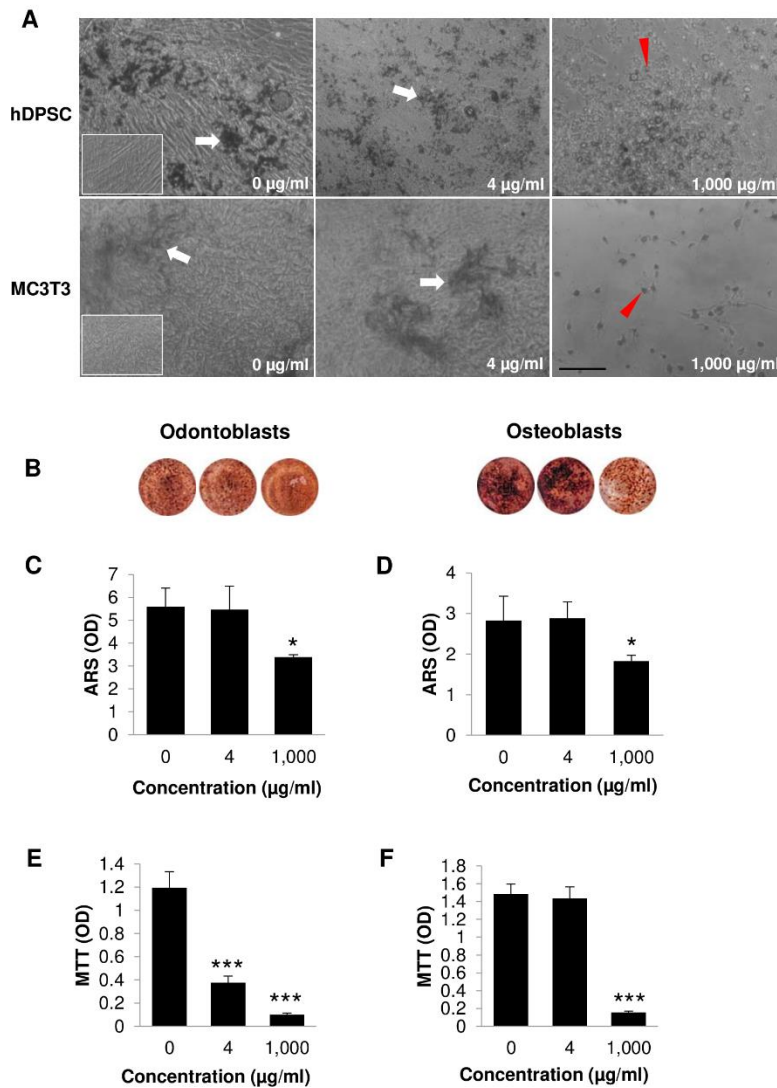 A
hDPSC
0 µg/ml
4 µg/ml
1,000 µg/ml
MC3T3
0 µg/ml
4 µg/ml
1,000 µg/ml
Odontoblasts
Osteoblasts
B
C
7
6
5
4
3
2
1
0
ARS (OD)
*
0 4 1,000
Concentration (µg/ml)
D
4
3
2
1
0
ARS (OD)
*
0 4 1,000
Concentration (µg/ml)
E
1.4
1.2
1
0.8
0.6
0.4
0.2
0
MTT (OD)
***
***
0 4 1,000
Concentration (µg/ml)
F
1.8
1.6
1.4
1.2
1
0.8
0.6
0.4
0.2
0
MTT (OD)
***
0 4 1,000
Concentration (µg/ml)